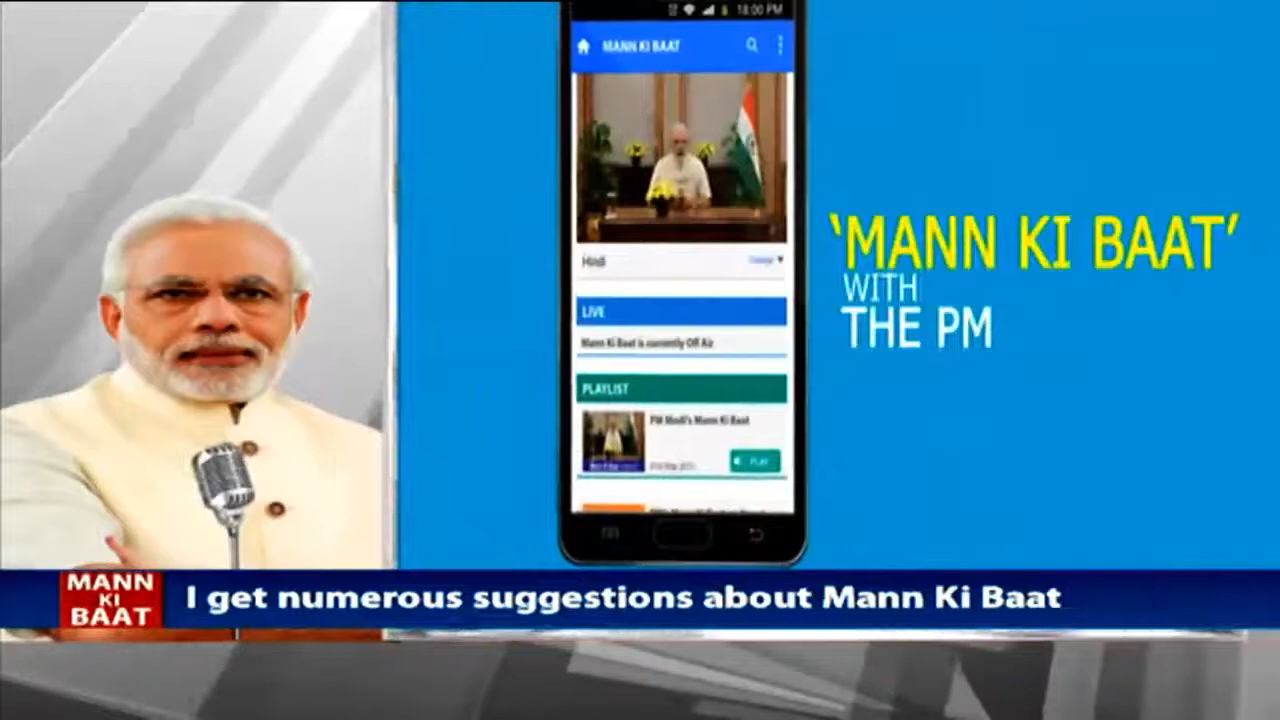 18:00 PM
MANN KI BAAT
Hindi
LIVE
Mann Ki Baat is currently Off Air
PLAYLIST
PM Modi's Mann Ki Baat
PLAY
'MANN KI BAAT'
WITH
THE PM
MANN
KI
BAAT
I get numerous suggestions about Mann Ki Baat